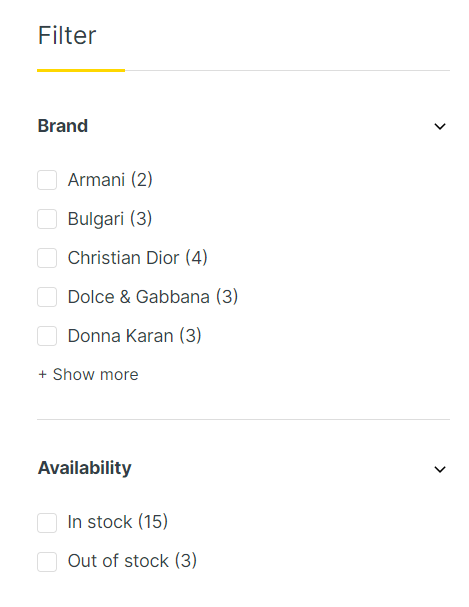 Filter
Brand
Armani (2)
Bulgari (3)
Christian Dior (4)
Dolce & Gabbana (3)
Donna Karan (3)
+ Show more
Availability
In stock (15)
Out of stock (3)